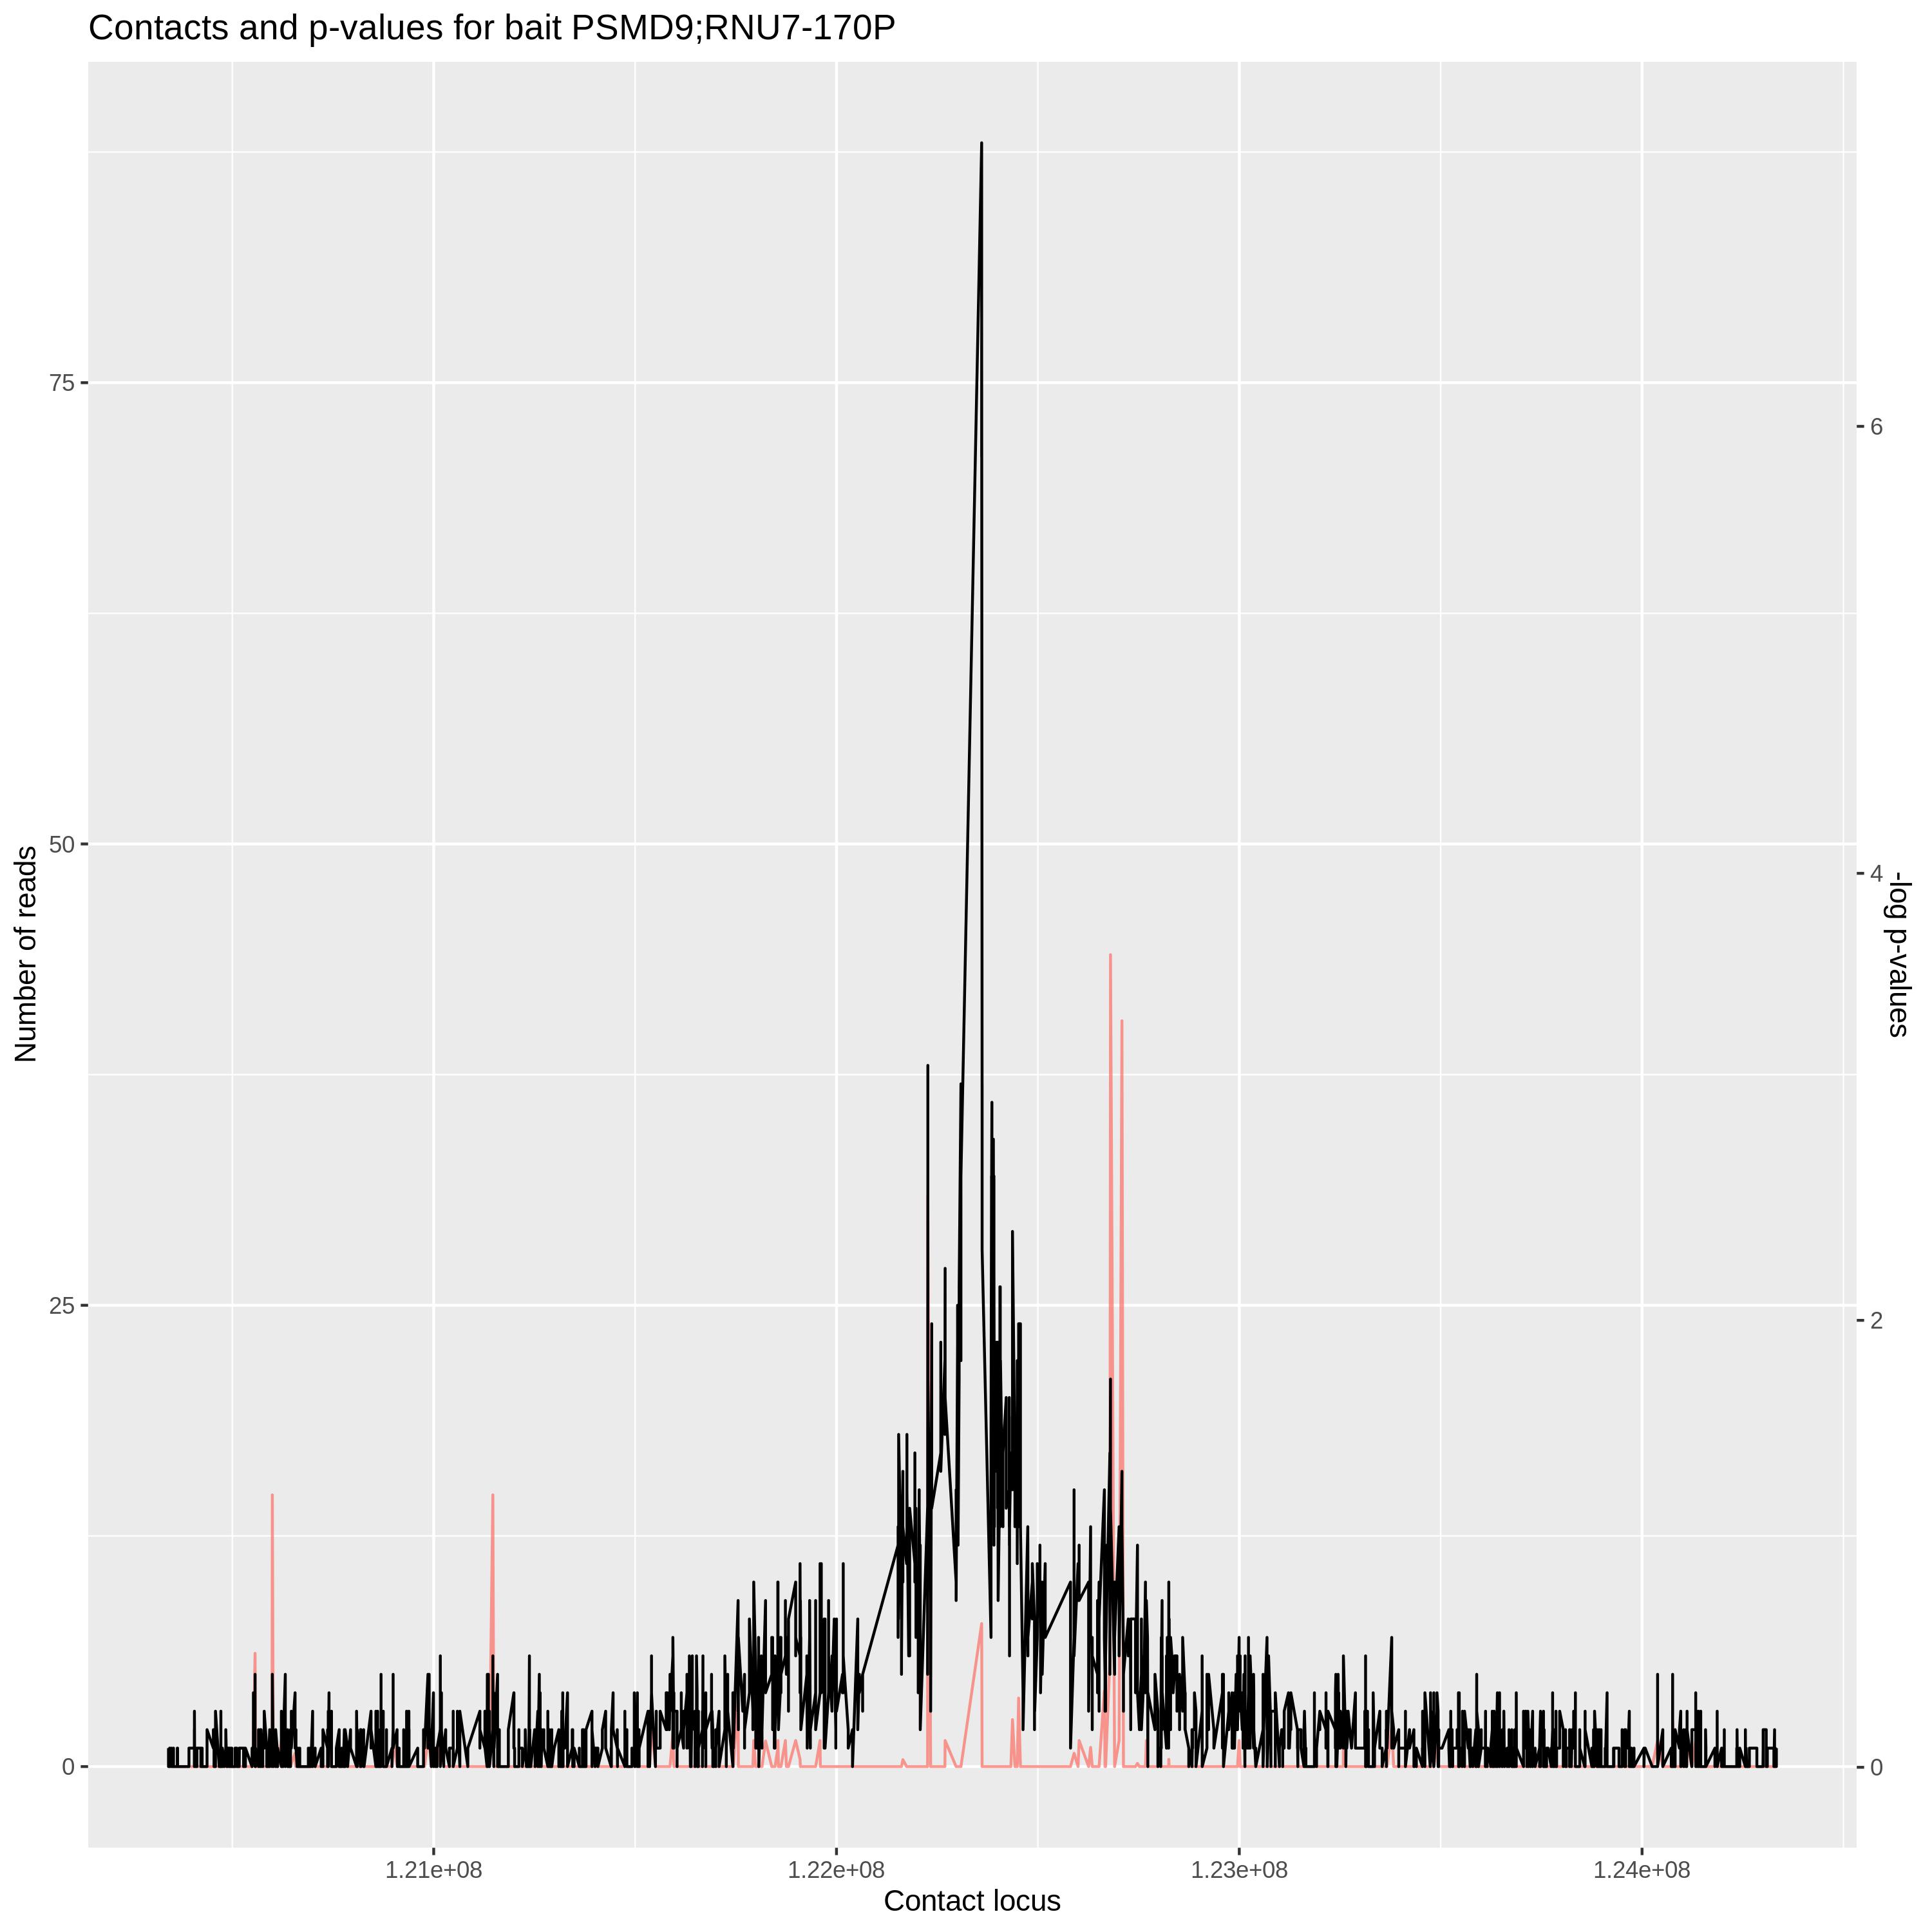 Contacts and p-values for bait PSMD9;RNU7-170P
75
50
25
0
Number of reads
6
4
2
0
-log p-values
1.21e+08
1.22e+08
1.23e+08
1.24e+08
Contact locus